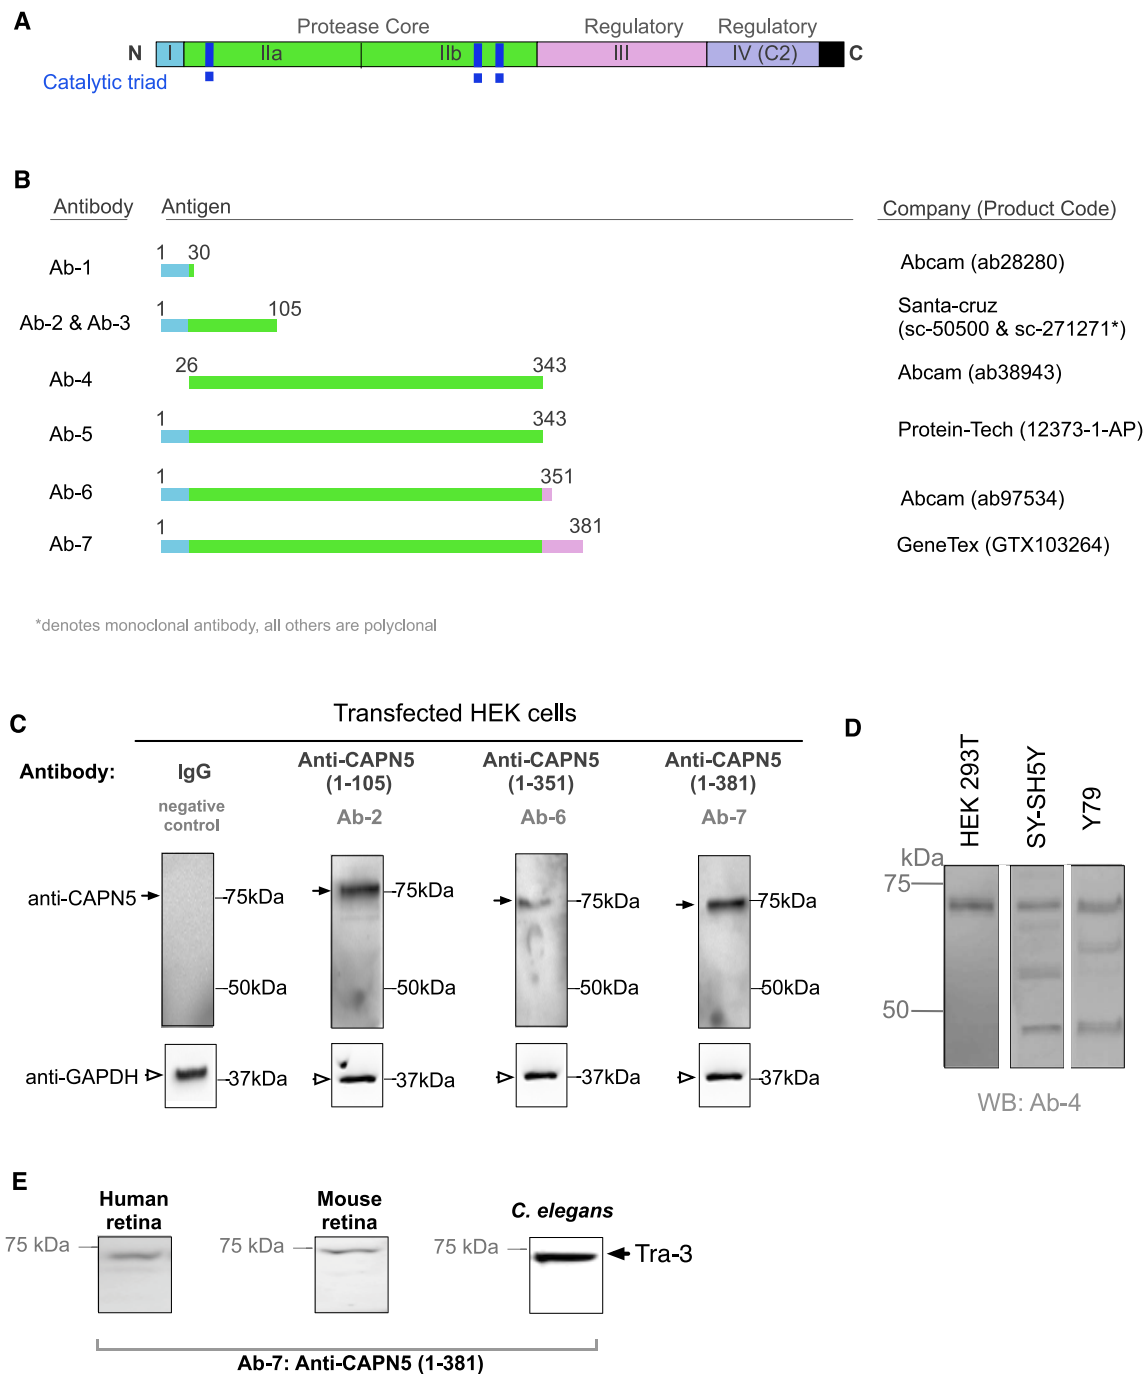 A
Protease Core Regulatory Regulatory
N I IIa IIb III IV (C2) C
Catalytic triad
B
Antibody Antigen Company (Product Code)
1 30
Ab-1 Abcam (ab28280)
1 105
Ab-2 & Ab-3 Santa-cruz
(sc-50500 & sc-271271*)
26 343
Ab-4 Abcam (ab38943)
1 343
Ab-5 Protein-Tech (12373-1-AP)
1 351
Ab-6 Abcam (ab97534)
1 381
Ab-7 GeneTex (GTX103264)
*denotes monoclonal antibody, all others are polyclonal
C
Transfected HEK cells
Antibody: IgG Anti-CAPN5 Anti-CAPN5 Anti-CAPN5
(1-105) (1-351) (1-381)
negative
control Ab-2 Ab-6 Ab-7
anti-CAPN5 75kDa 75kDa 75kDa 75kDa
50kDa 50kDa 50kDa 50kDa
anti-GAPDH 37kDa 37kDa 37kDa 37kDa
D
HEK 293T
SY-SH5Y
Y79
kDa
75
50
WB: Ab-4
E
Human
retina
Mouse
retina
C. elegans
75 kDa 75 kDa 75 kDa Tra-3
Ab-7: Anti-CAPN5 (1-381)